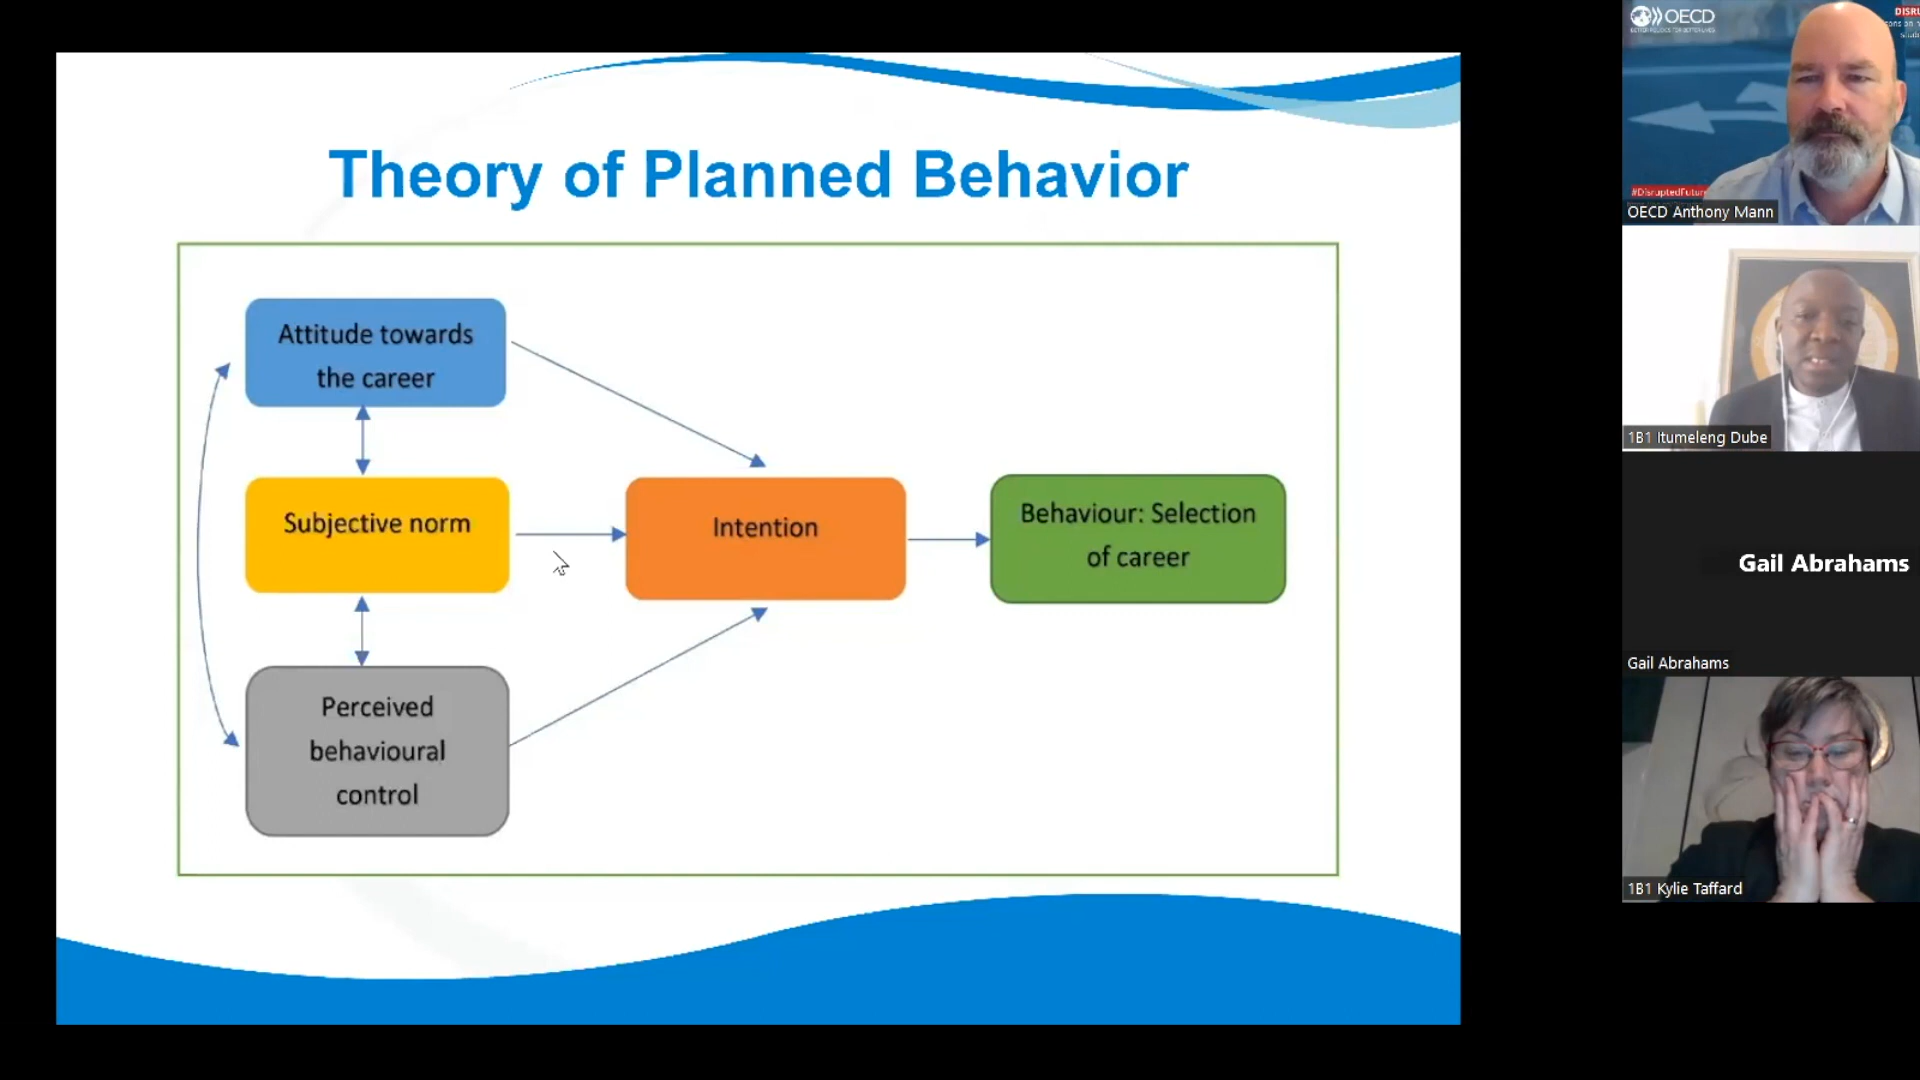 Theory of Planned Behavior
Attitude towards
the career
Subjective norm
Intention
Behaviour: Selection
of career
Perceived
behavioural
control
OECD
#DisruptedFutur
OECD Anthony Mann
1B1 Itumeleng Dube
Gail Abrahams
Gail Abrahams
1B1 Kylie Taffard